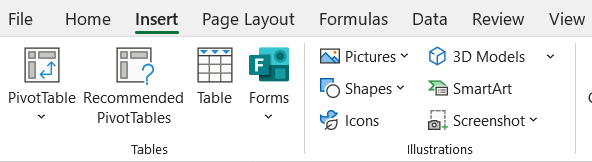 File Home Insert Page Layout Formulas Data Review View
PivotTable
Recommended
PivotTables
Table
Forms
Tables
Pictures
3D Models
Shapes
SmartArt
Icons
Screenshot
Illustrations